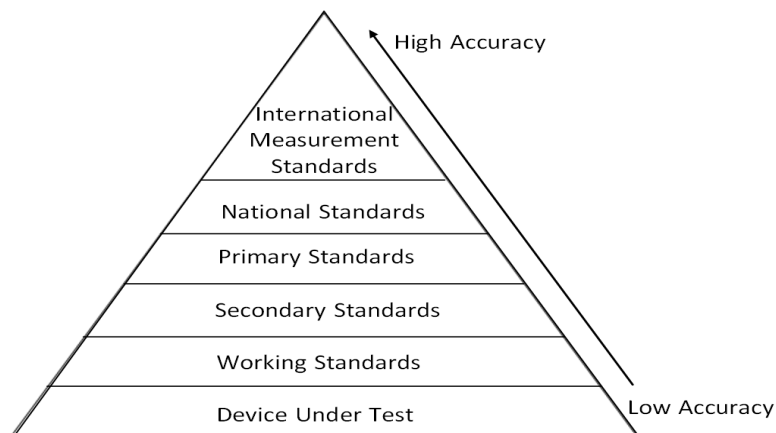 High Accuracy
International
Measurement
Standards
National Standards
Primary Standards
Secondary Standards
Working Standards
Low Accuracy
Device Under Test